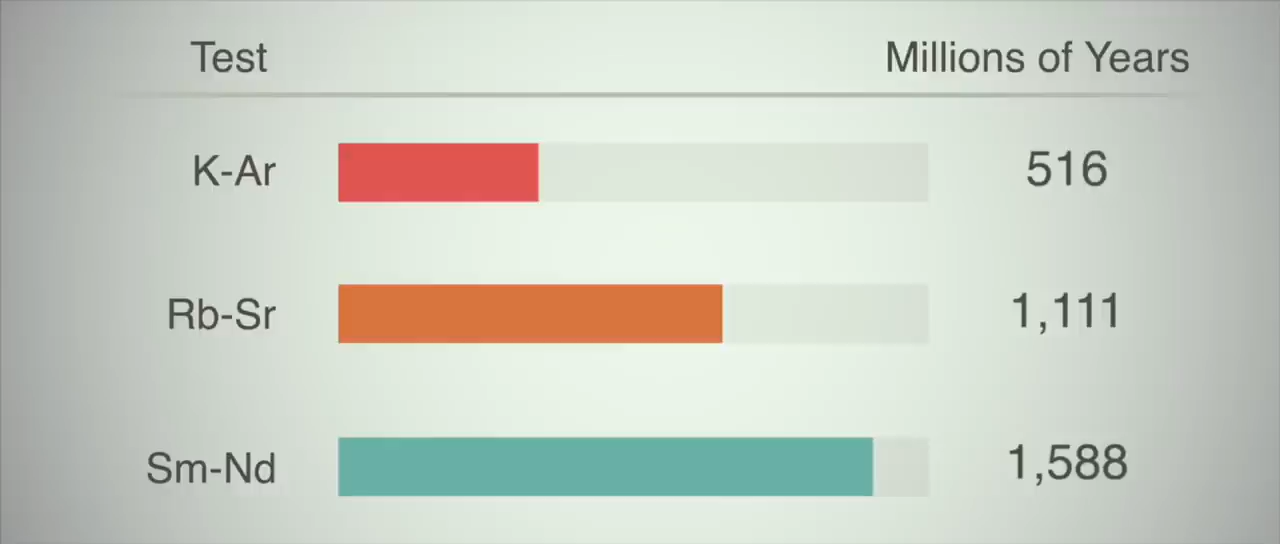 Test Millions of Years
K-Ar 516
Rb-Sr 1,111
Sm-Nd 1,588